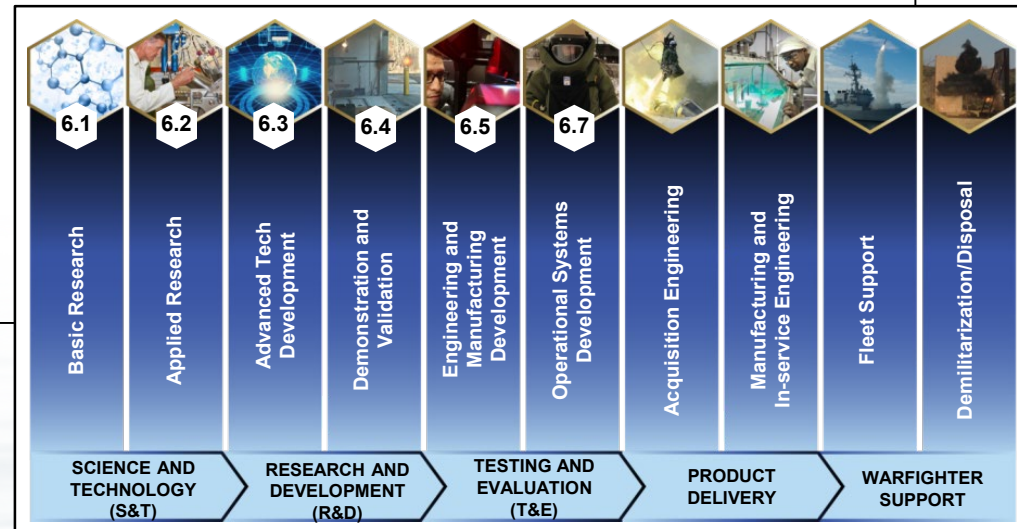 6.1
6.2
6.3
6.4
6.5
6.7
Basic Research
Applied Research
Advanced Tech
Development
Demonstration and
Validation
Engineering and
Manufacturing
Development
Operational Systems
Development
Acquisition Engineering
Manufacturing and
In-service Engineering
Fleet Support
Demilitarization/Disposal
SCIENCE AND
TECHNOLOGY
(S&T)
RESEARCH AND
DEVELOPMENT
(R&D)
TESTING AND
EVALUATION
(T&E)
PRODUCT
DELIVERY
WARFIGHTER
SUPPORT